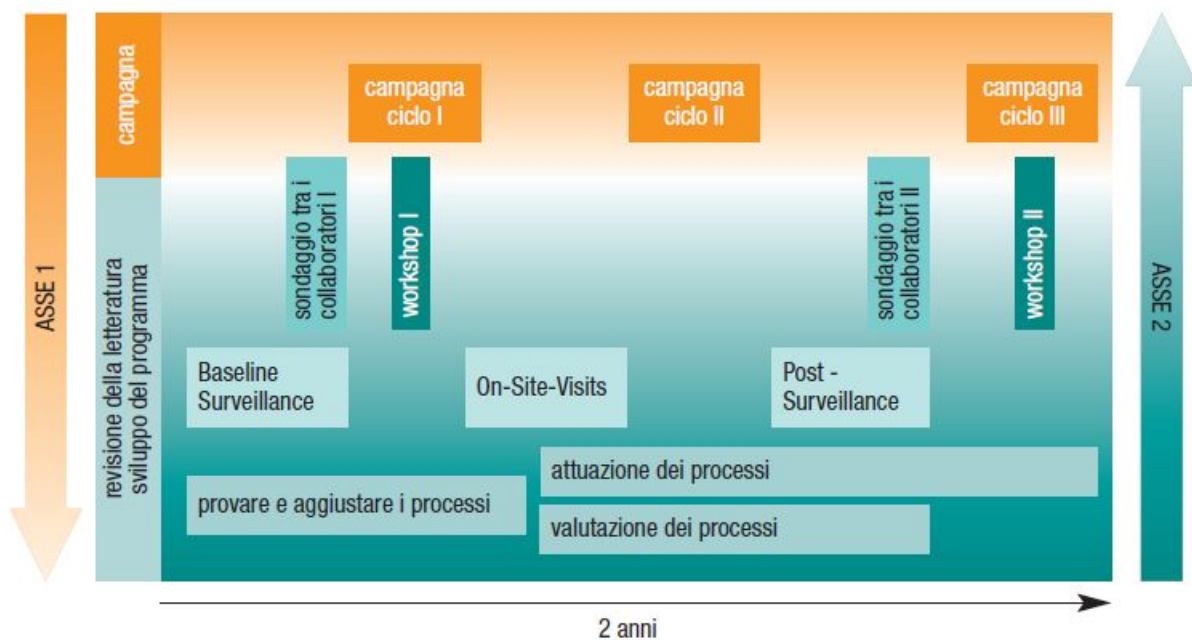 ASSE 1
campagna
revisione della letteratura
sviluppo del programma
campagna
ciclo I
campagna
ciclo II
campagna
ciclo III
sondaggio tra i
collaboratori I
workshop I
sondaggio tra i
collaboratori II
workshop II
Baseline
Surveillance
On-Site-Visits
Post -
Surveillance
attuazione dei processi
provare e aggiustare i processi
valutazione dei processi
ASSE 2
2 anni